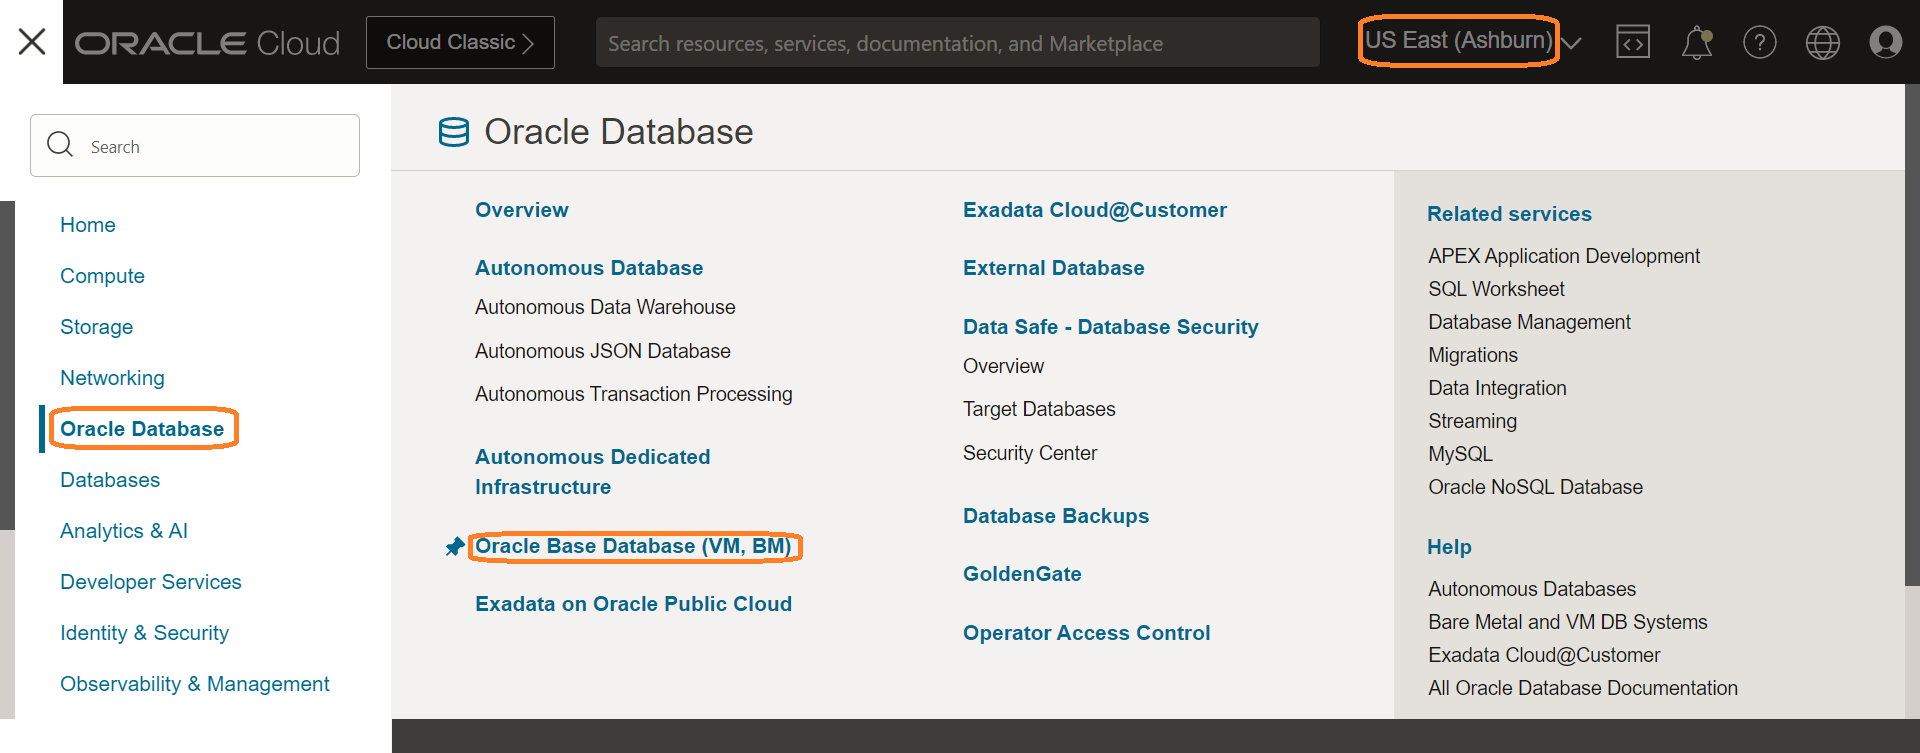 ORACLE Cloud
Cloud Classic
Search resources, services, documentation, and Marketplace
US East (Ashburn)
Search
Home
Compute
Storage
Networking
Oracle Database
Databases
Analytics & AI
Developer Services
Identity & Security
Observability & Management
Oracle Database
Overview
Autonomous Database
Autonomous Data Warehouse
Autonomous JSON Database
Autonomous Transaction Processing
Autonomous Dedicated
Infrastructure
Oracle Base Database (VM, BM)
Exadata on Oracle Public Cloud
Exadata Cloud@Customer
External Database
Data Safe - Database Security
Overview
Target Databases
Security Center
Database Backups
GoldenGate
Operator Access Control
Related services
APEX Application Development
SQL Worksheet
Database Management
Migrations
Data Integration
Streaming
MySQL
Oracle NoSQL Database
Help
Autonomous Databases
Bare Metal and VM DB Systems
Exadata Cloud@Customer
All Oracle Database Documentation